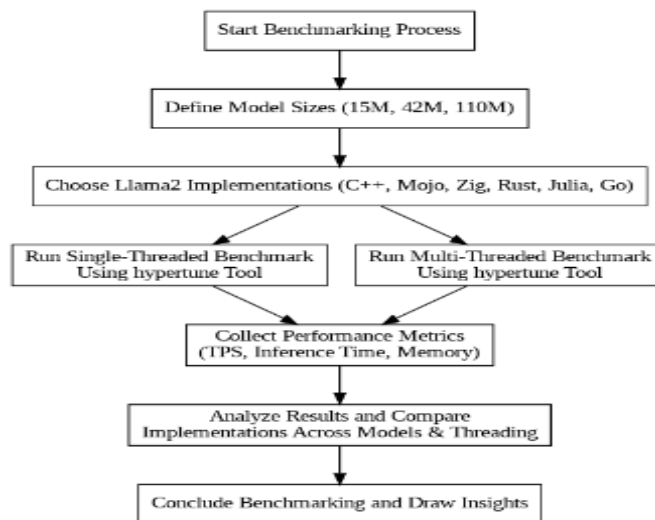 Start Benchmarking Process
Define Model Sizes (15M, 42M, 110M)
Choose Llama2 Implementations (C++, Mojo, Zig, Rust, Julia, Go)
Run Single-Threaded Benchmark
Using hypertune Tool
Run Multi-Threaded Benchmark
Using hypertune Tool
Collect Performance Metrics
(TPS, Inference Time, Memory)
Analyze Results and Compare
Implementations Across Models & Threading
Conclude Benchmarking and Draw Insights